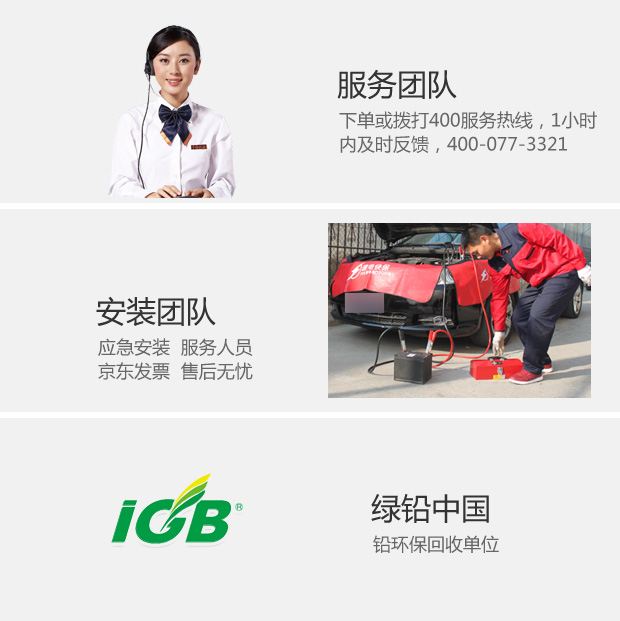 服务团队
下单或拨打400服务热线，1小时
内及时反馈，400-077-3321
安装团队
应急安装 服务人员
京东发票 售后无忧
iGB®
绿铅中国
铅环保回收单位